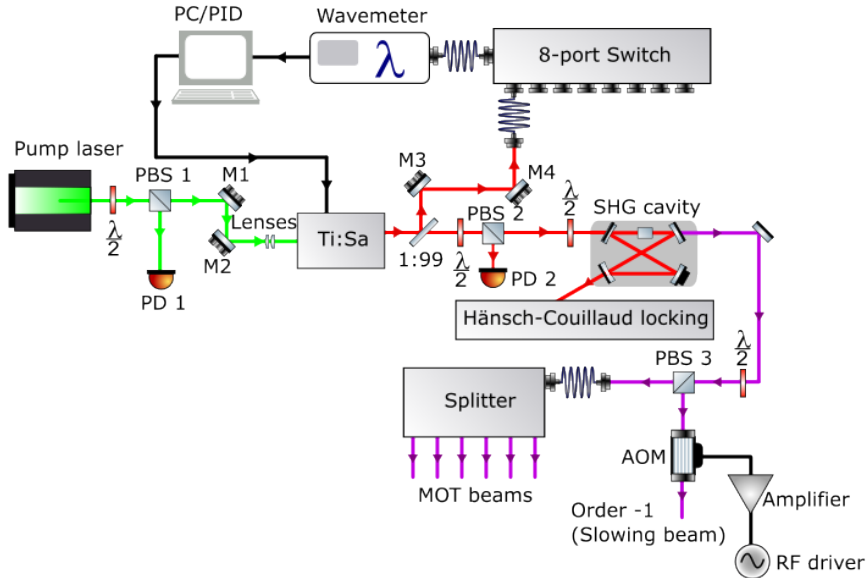 PC/PID
Wavemeter
λ
8-port Switch
Pump laser
PBS 1
M1
M3
M4
Lenses
λ
2
M2
PD 1
Ti:Sa
1:99
λ
2
PBS 2
PD 2
λ
2
SHG cavity
Hänsch-Couillaud locking
PBS 3
λ
2
Splitter
MOT beams
AOM
Amplifier
Order -1
(Slowing beam)
RF driver